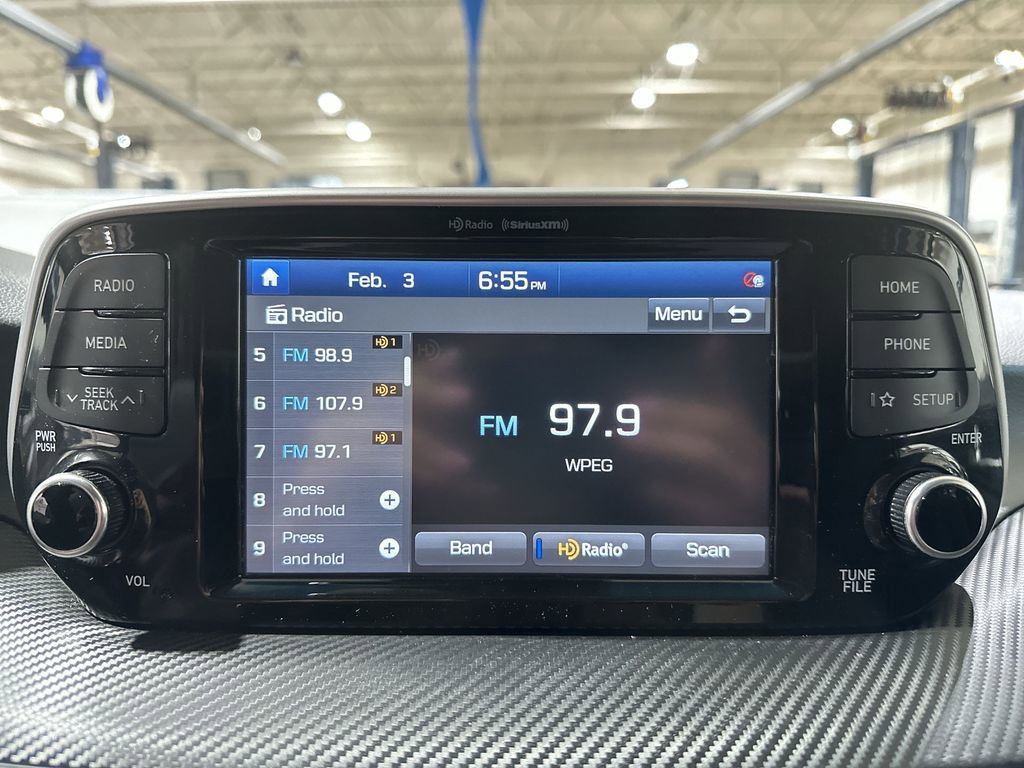 HD Radio ((SiriusXM))
RADIO
MEDIA
SEEK
TRACK
PWR
PUSH
VOL
Feb. 3 6:55 PM
Radio
Menu
5 FM 98.9 HD 1
6 FM 107.9 HD 2
7 FM 97.1 HD 1
8 Press
and hold
9 Press
and hold
HD
FM 97.9
WPEG
Band
HD Radio®
Scan
HOME
PHONE
SETUP
ENTER
TUNE
FILE